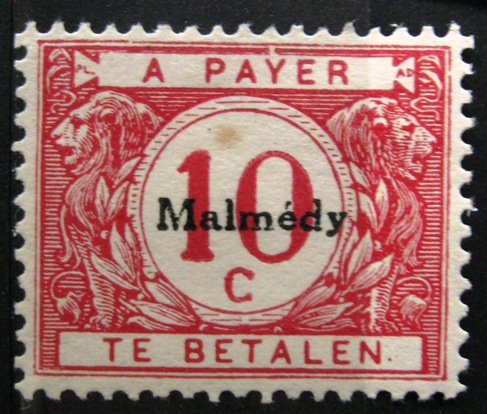 A PAYER
10
Malmédy
C
TE BETALEN.